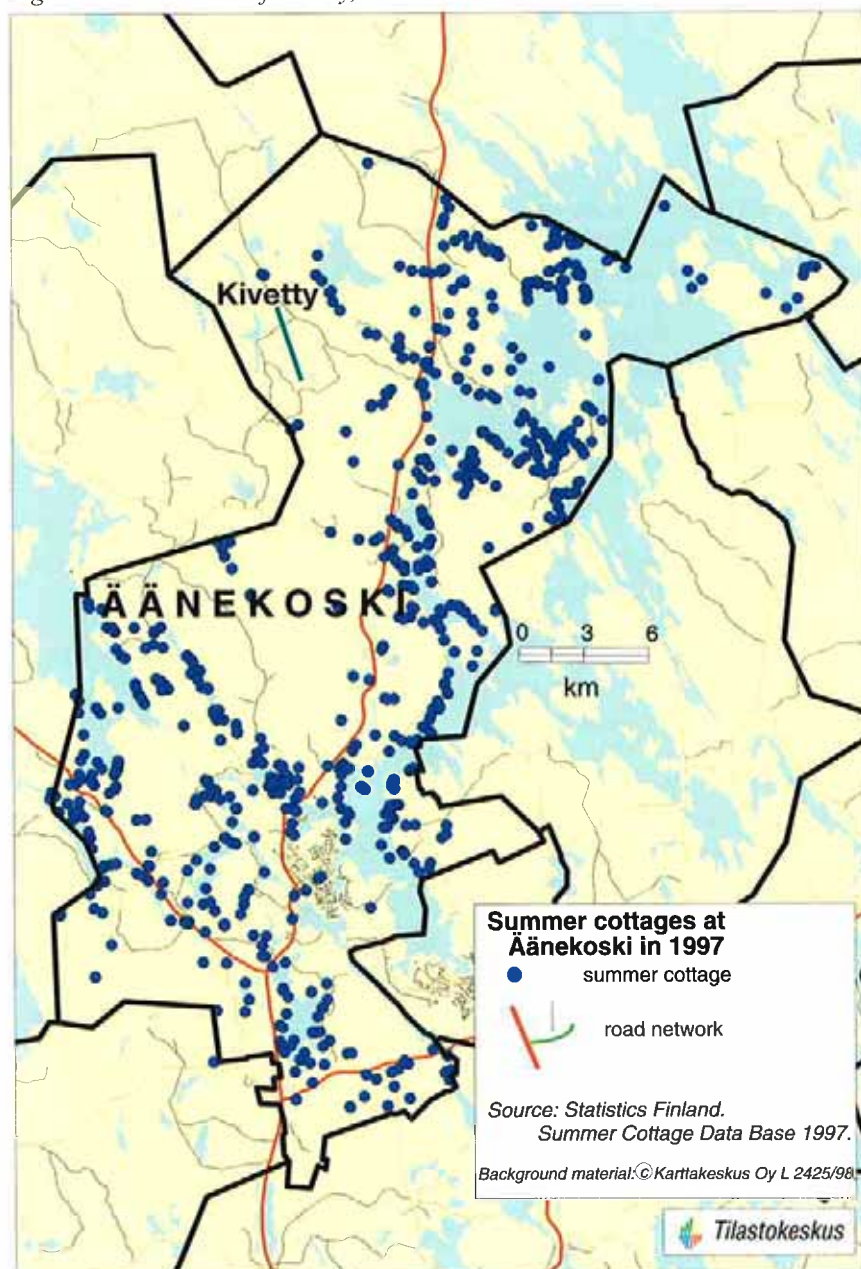 Kivetty
ÄÄNEKOSKI
0 3 6
km
Summer cottages at
Äänekoski in 1997
summer cottage
road network
Source: Statistics Finland.
Summer Cottage Data Base 1997.
Background material:©Karttakeskus Oy L 2425/98
Tilastokeskus